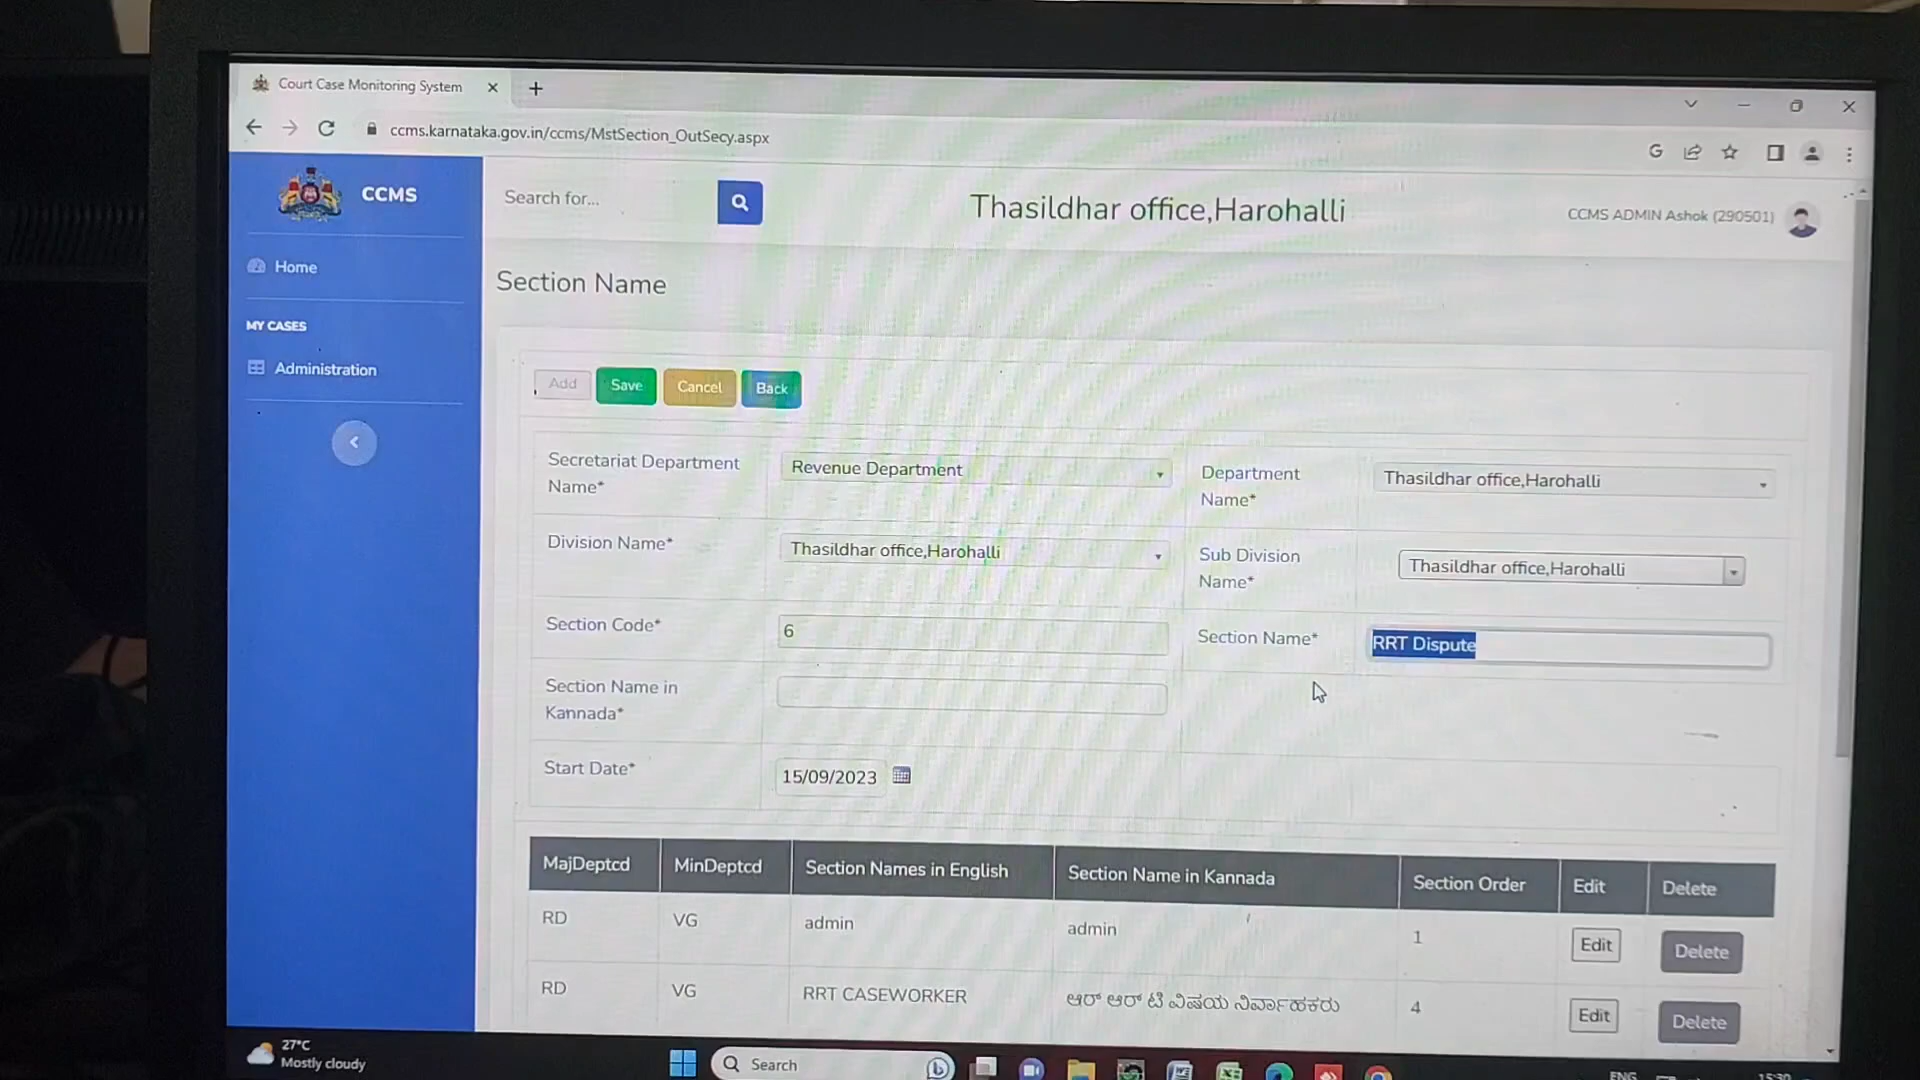 Court Case Monitoring System
ccms.karnataka.gov.in/ccms/MstSection_OutSecy.aspx
CCMS
Search for...
Thasildhar office,Harohalli
CCMS ADMIN Ashok (290501)
Home
MY CASES
Administration
Section Name
Add Save Cancel Back
Secretariat Department Name* Revenue Department
Department Name* Thasildhar office,Harohalli
Division Name* Thasildhar office,Harohalli
Sub Division Name* Thasildhar office,Harohalli
Section Code* 6
Section Name* RRT Dispute
Section Name in Kannada*
Start Date* 15/09/2023
MajDeptcd MinDeptcd Section Names in English Section Name in Kannada Section Order Edit Delete
RD VG admin admin 1 Edit Delete
RD VG RRT CASEWORKER ಆರ್ ಆರ್ ಟಿ ವಿಷಯ ನಿರ್ವಾಹಕರು 4 Edit Delete
27°C
Mostly cloudy
Search
ENG
15:30